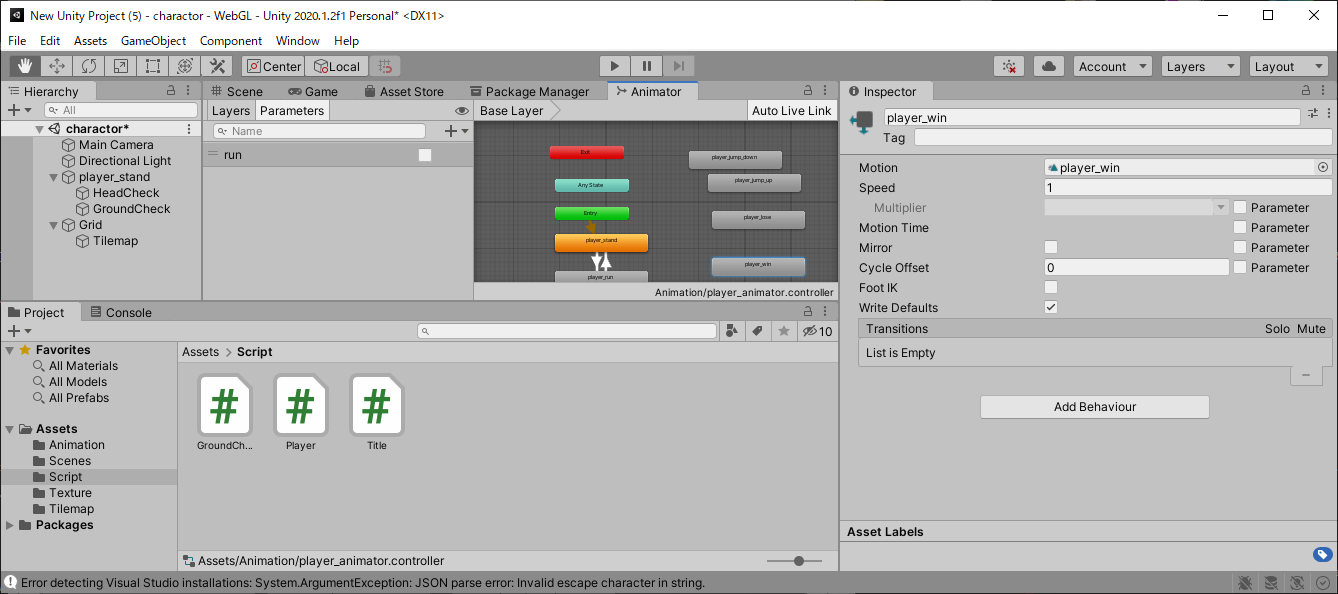 New Unity Project (5) - charactor - WebGL - Unity 2020.1.2f1 Personal* <DX11>
File Edit Assets GameObject Component Window Help
Center Local Account Layers Layout
Hierarchy
All
charactor*
Main Camera
Directional Light
player_stand
HeadCheck
GroundCheck
Grid
Tilemap
Scene Game Asset Store Package Manager Animator
Layers Parameters Base Layer Auto Live Link
Name
run
Exit
Any State
Entry
player_stand
player_run
player_jump_down
player_jump_up
player_lose
player_win
Animation/player_animator.controller
Inspector
player_win
Tag
Motion player_win
Speed 1
Multiplier Parameter
Motion Time Parameter
Mirror Parameter
Cycle Offset 0 Parameter
Foot IK
Write Defaults
Transitions Solo Mute
List is Empty
Add Behaviour
Asset Labels
Project Console
10
Favorites
All Materials
All Models
All Prefabs
Assets
Animation
Scenes
Script
Texture
Tilemap
Packages
Assets > Script
# # #
GroundCh... Player Title
Assets/Animation/player_animator.controller
Error detecting Visual Studio installations: System.ArgumentException: JSON parse error: Invalid escape character in string.